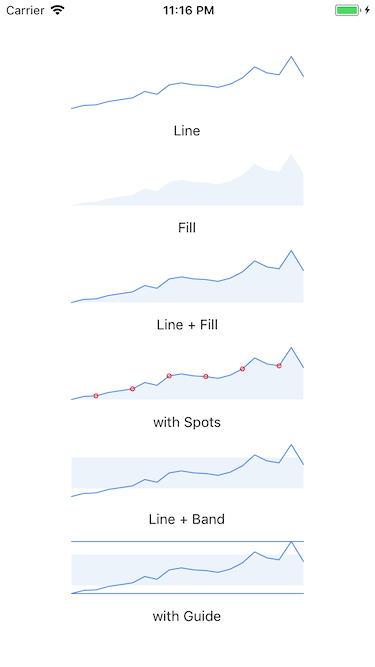 Carrier 11:16 PM
Line
Fill
Line + Fill
with Spots
Line + Band
with Guide